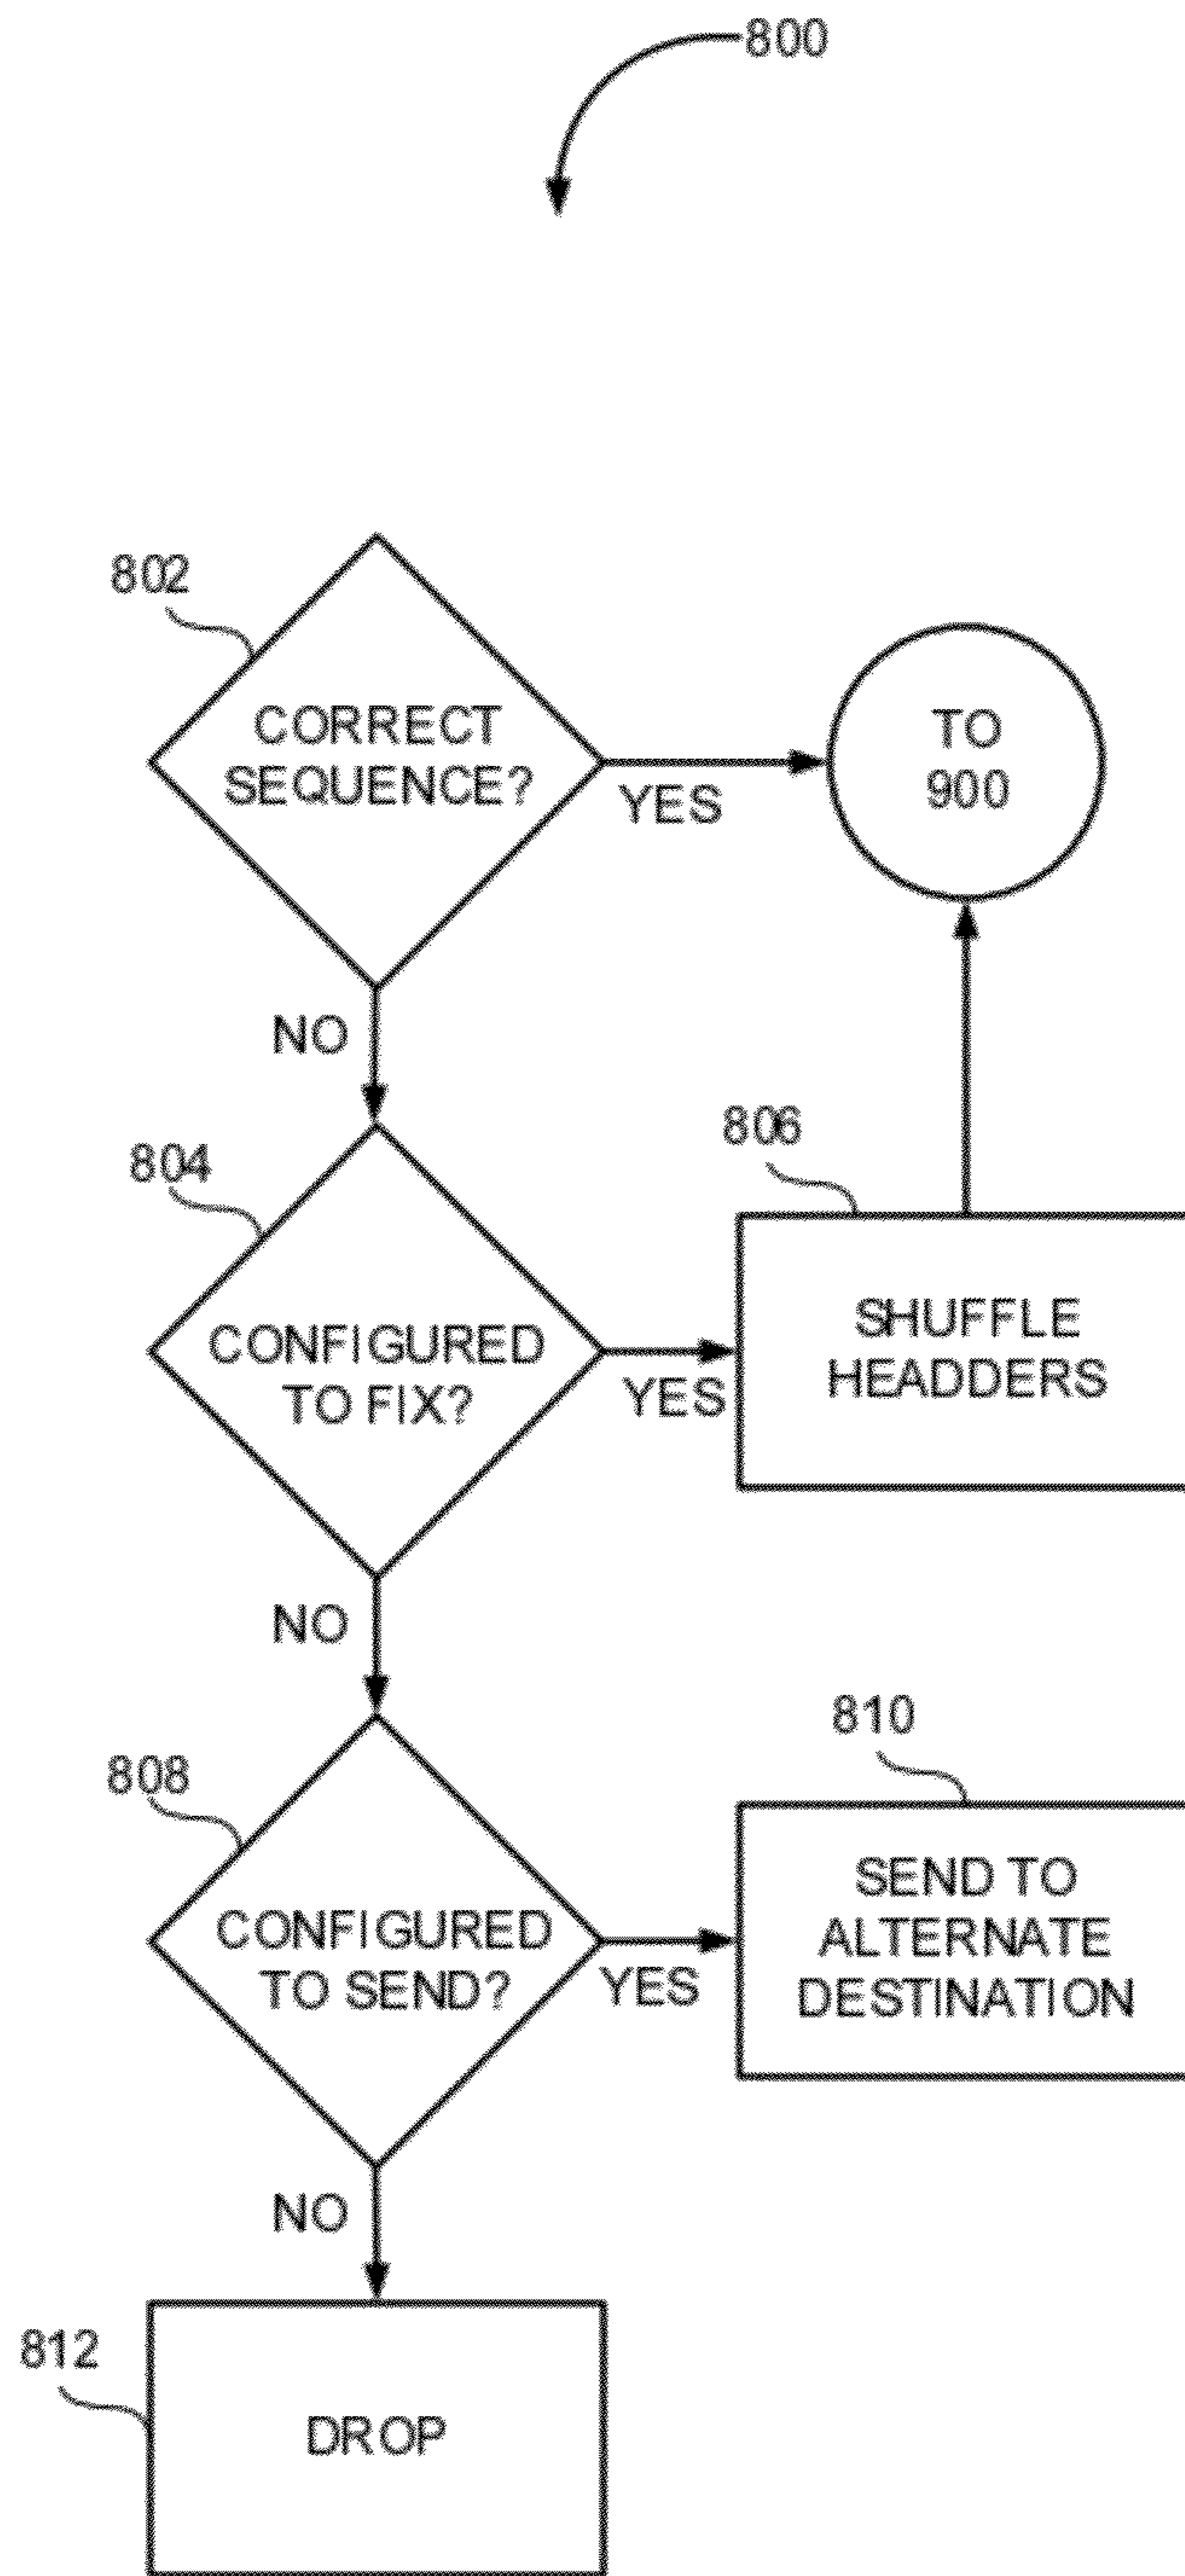 800
802
CORRECT
SEQUENCE?
YES
TO
900
NO
804
CONFIGURED
TO FIX?
YES
806
SHUFFLE
HEADDERS
NO
808
CONFIGURED
TO SEND?
YES
810
SEND TO
ALTERNATE
DESTINATION
NO
812
DROP